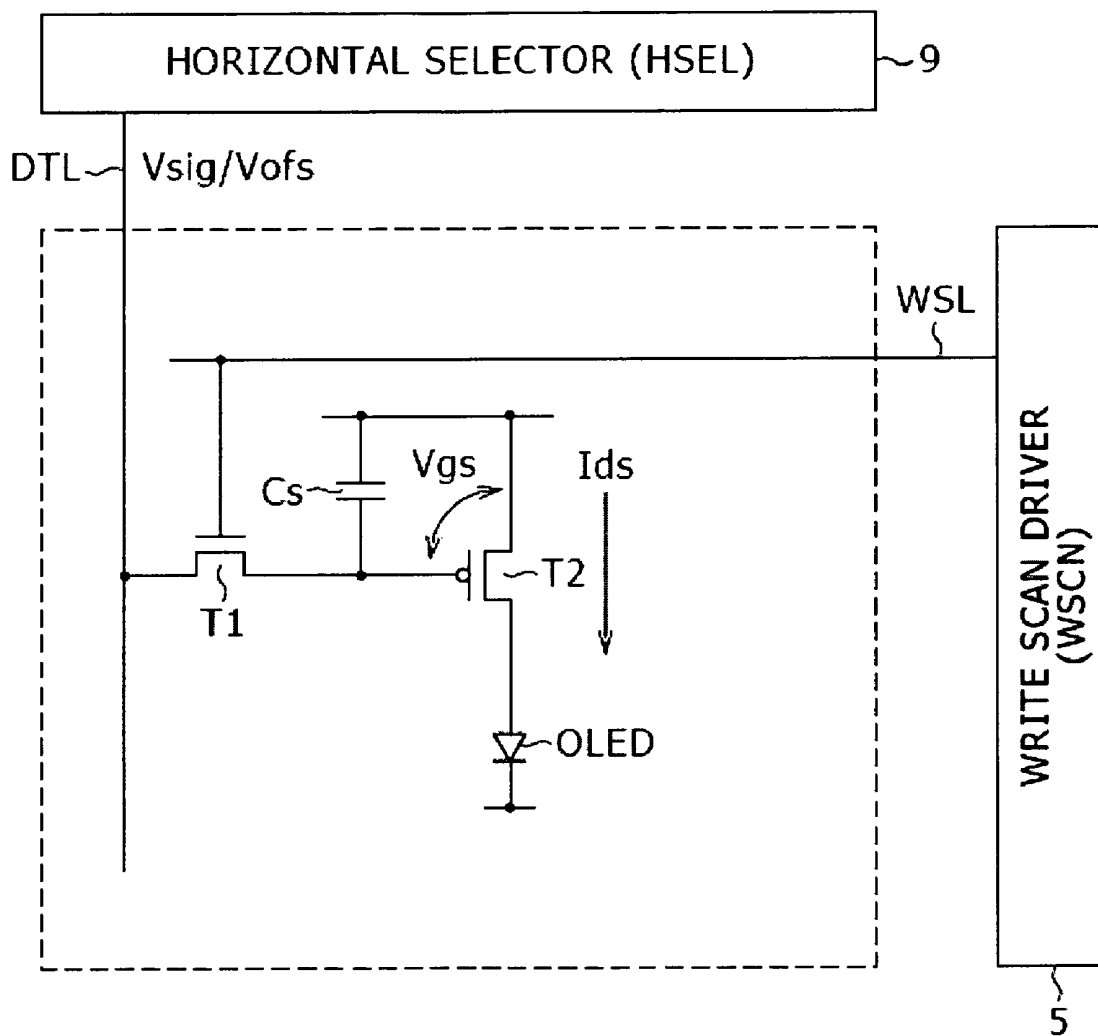 HORIZONTAL SELECTOR (HSEL)
9
DTL
Vsig/Vofs
WSL
Vgs
Ids
Cs
T2
T1
OLED
WRITE SCAN DRIVER
(WSCN)
5